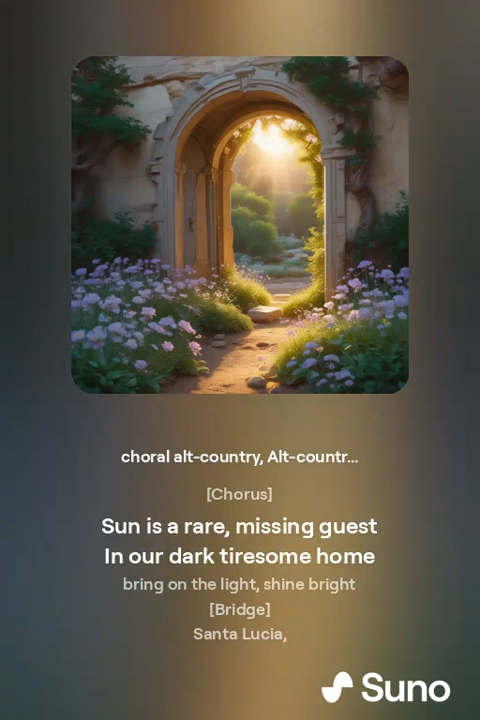 choral alt-country, Alt-countr...
[Chorus]
Sun is a rare, missing guest
In our dark tiresome home
bring on the light, shine bright
[Bridge]
Santa Lucia,
Suno